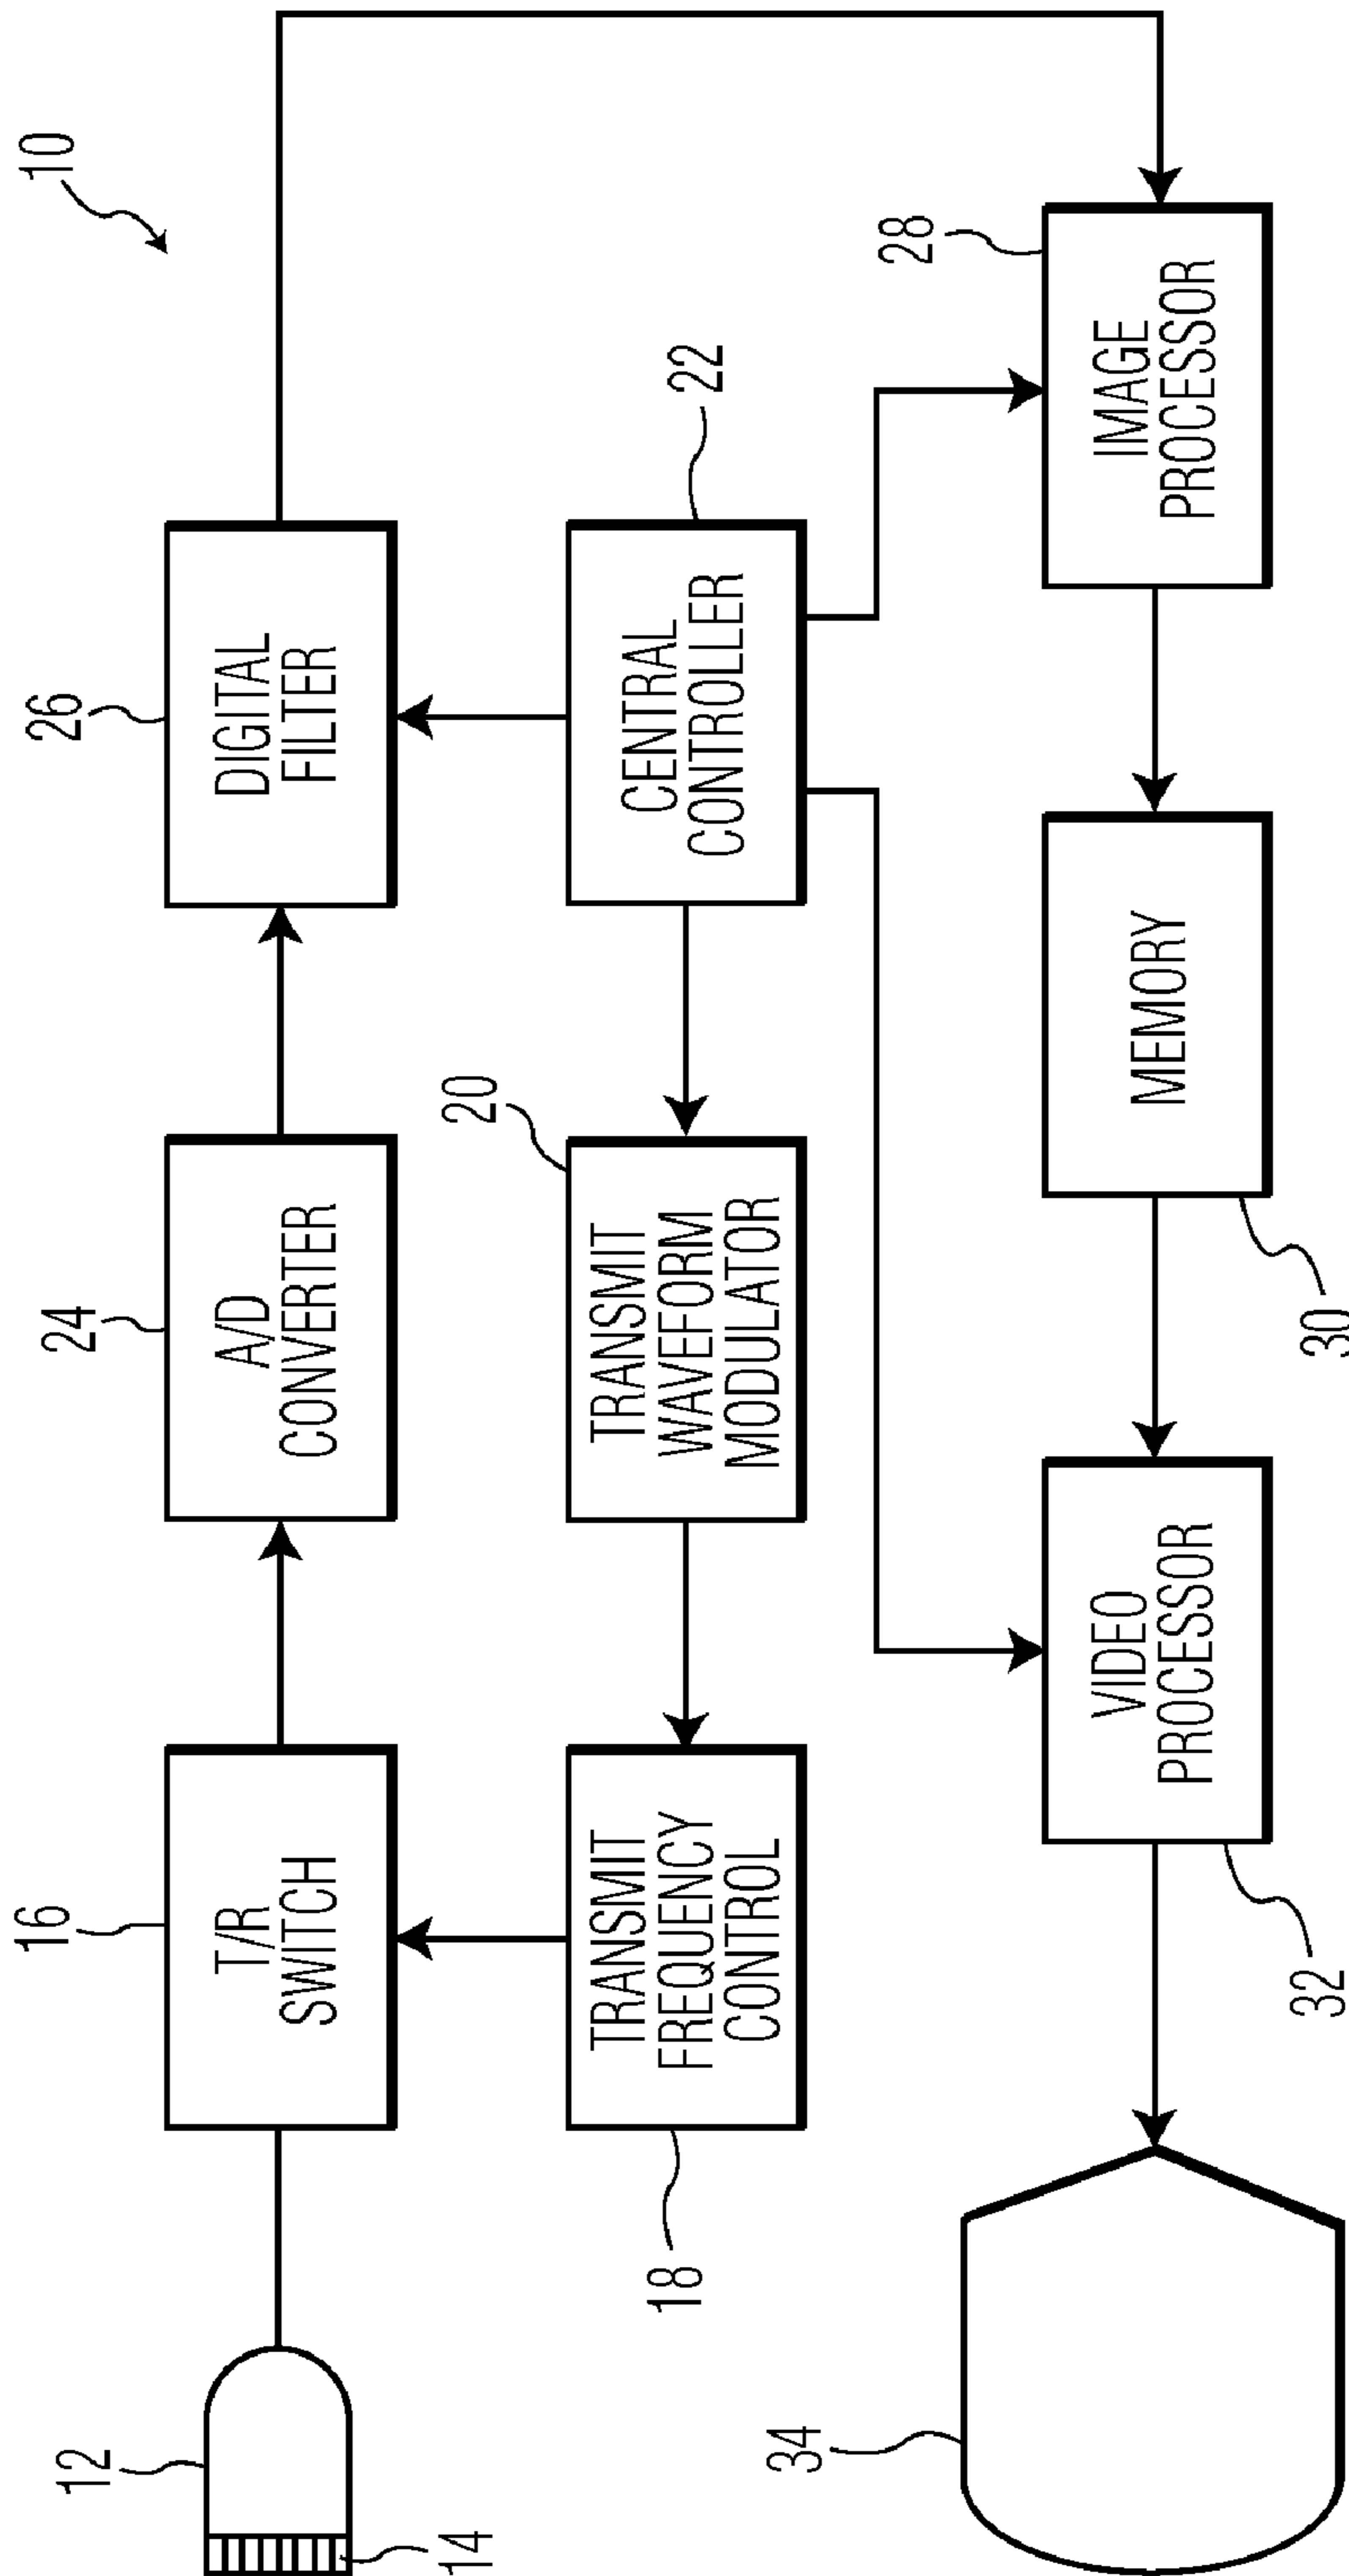 10
12
14
16
T/R
SWITCH
24
A/D
CONVERTER
26
DIGITAL
FILTER
18
TRANSMIT
FREQUENCY
CONTROL
20
TRANSMIT
WAVEFORM
MODULATOR
22
CENTRAL
CONTROLLER
34
32
VIDEO
PROCESSOR
30
MEMORY
28
IMAGE
PROCESSOR